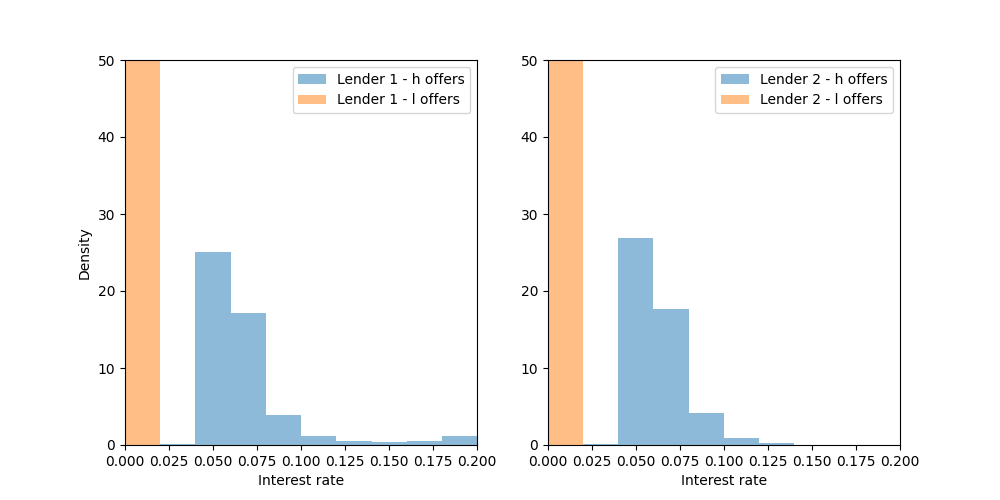 Lender 1 - h offers
Lender 1 - l offers
50
40
30
20
10
0
Density
0.000 0.025 0.050 0.075 0.100 0.125 0.150 0.175 0.200
Interest rate
Lender 2 - h offers
Lender 2 - l offers
50
40
30
20
10
0
0.000 0.025 0.050 0.075 0.100 0.125 0.150 0.175 0.200
Interest rate